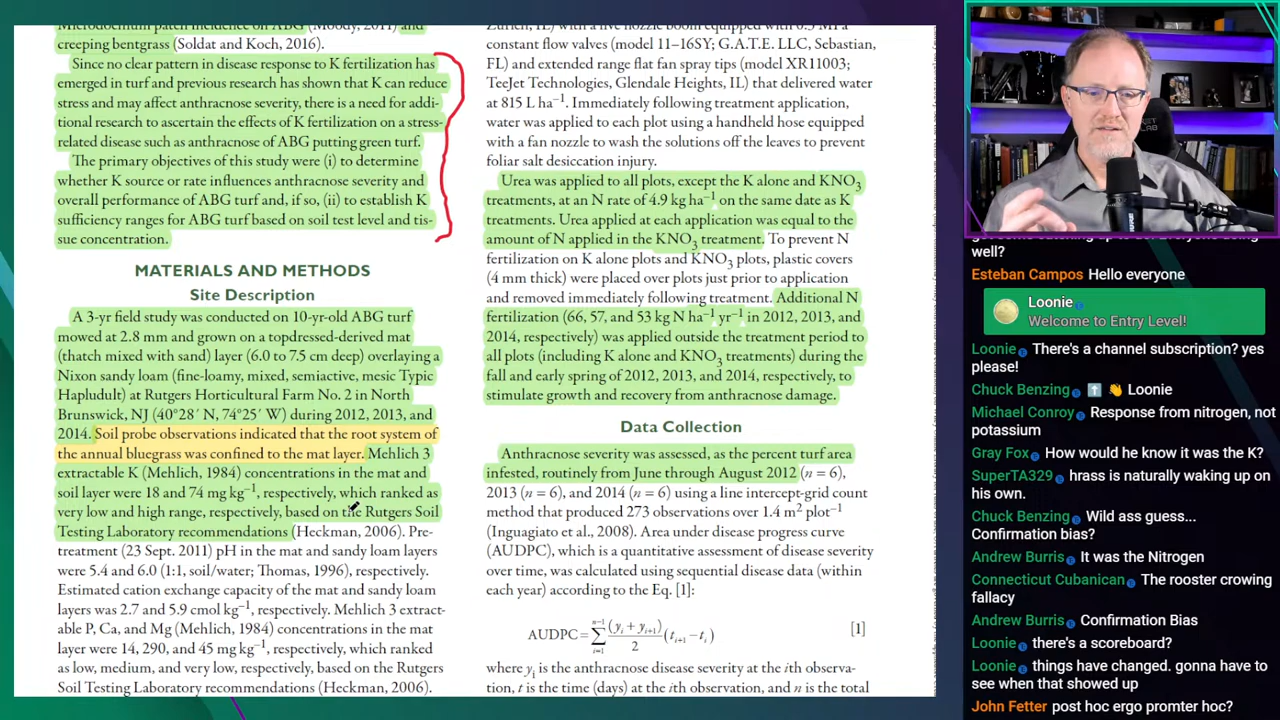 creeping bentgrass (Soldat and Koch, 2016).
Since no clear pattern in disease response to K fertilization has
emerged in turf and previous research has shown that K can reduce
stress and may affect anthracnose severity, there is a need for addi-
tional research to ascertain the effects of K fertilization on a stress-
related disease such as anthracnose of ABG putting green turf.
The primary objectives of this study were (i) to determine
whether K source or rate influences anthracnose severity and
overall performance of ABG turf and, if so, (ii) to establish K
sufficiency ranges for ABG turf based on soil test level and tis-
sue concentration.
MATERIALS AND METHODS
Site Description
A 3-yr field study was conducted on 10-yr-old ABG turf
mowed at 2.8 mm and grown on a topdressed-derived mat
(thatch mixed with sand) layer (6.0 to 7.5 cm deep) overlaying a
Nixon sandy loam (fine-loamy, mixed, semiactive, mesic Typic
Hapludult) at Rutgers Horticultural Farm No. 2 in North
Brunswick, NJ (40°28′ N, 74°25′ W) during 2012, 2013, and
2014. Soil probe observations indicated that the root system of
the annual bluegrass was confined to the mat layer. Mehlich 3
extractable K (Mehlich, 1984) concentrations in the mat and
soil layer were 18 and 74 mg kg⁻¹, respectively, which ranked as
very low and high range, respectively, based on the Rutgers Soil
Testing Laboratory recommendations (Heckman, 2006). Pre-
treatment (23 Sept. 2011) pH in the mat and sandy loam layers
were 5.4 and 6.0 (1:1, soil/water; Thomas, 1996), respectively.
Estimated cation exchange capacity of the mat and sandy loam
layers was 2.7 and 5.9 cmol kg⁻¹, respectively. Mehlich 3 extract-
able P, Ca, and Mg (Mehlich, 1984) concentrations in the mat
layer were 14, 290, and 45 mg kg⁻¹, respectively, which ranked
as low, medium, and very low, respectively, based on the Rutgers
Soil Testing Laboratory recommendations (Heckman, 2006).
constant flow valves (model 11–16SY; G.A.T.E. LLC, Sebastian,
FL) and extended range flat fan spray tips (model XR11003;
TeeJet Technologies, Glendale Heights, IL) that delivered water
at 815 L ha⁻¹. Immediately following treatment application,
water was applied to each plot using a handheld hose equipped
with a fan nozzle to wash the solutions off the leaves to prevent
foliar salt desiccation injury.
Urea was applied to all plots, except the K alone and KNO₃
treatments, at an N rate of 4.9 kg ha⁻¹ on the same date as K
treatments. Urea applied at each application was equal to the
amount of N applied in the KNO₃ treatment. To prevent N
fertilization on K alone plots and KNO₃ plots, plastic covers
(4 mm thick) were placed over plots just prior to application
and removed immediately following treatment. Additional N
fertilization (66, 57, and 53 kg N ha⁻¹ yr⁻¹ in 2012, 2013, and
2014, respectively) was applied outside the treatment period to
all plots (including K alone and KNO₃ treatments) during the
fall and early spring of 2012, 2013, and 2014, respectively, to
stimulate growth and recovery from anthracnose damage.
Data Collection
Anthracnose severity was assessed, as the percent turf area
infested, routinely from June through August 2012 (n = 6),
2013 (n = 6), and 2014 (n = 6) using a line intercept-grid count
method that produced 273 observations over 1.4 m² plot⁻¹
(Inguagiato et al., 2008). Area under disease progress curve
(AUDPC), which is a quantitative assessment of disease severity
over time, was calculated using sequential disease data (within
each year) according to the Eq. [1]:
AUDPC = ∑ᵢ₌₁ⁿ⁻¹ (yᵢ + yᵢ₊₁)/2 (tᵢ₊₁ − tᵢ) [1]
where yᵢ is the anthracnose disease severity at the ith observa-
tion, t is the time (days) at the ith observation, and n is the total
well?
Esteban Campos Hello everyone
Loonie
Welcome to Entry Level!
Loonie There's a channel subscription? yes
please!
Chuck Benzing ⬆️ 👏 Loonie
Michael Conroy Response from nitrogen, not
potassium
Gray Fox How would he know it was the K?
SuperTA329 hrass is naturally waking up on
his own.
Chuck Benzing Wild ass guess...
Confirmation bias?
Andrew Burris It was the Nitrogen
Connecticut Cubanican The rooster crowing
fallacy
Andrew Burris Confirmation Bias
Loonie there's a scoreboard?
Loonie things have changed. gonna have to
see when that showed up
John Fetter post hoc ergo promter hoc?